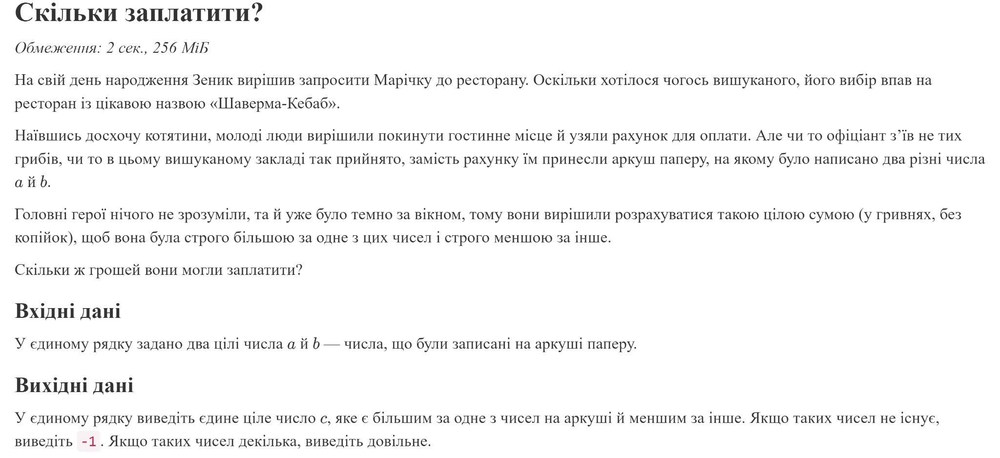 Скільки заплатити?
Обмеження: 2 сек., 256 МіБ
На свій день народження Зеник вирішив запросити Марічку до ресторану. Оскільки хотілося чогось вишуканого, його вибір впав на
ресторан із цікавою назвою «Шаверма-Кебаб».
Наївшись досхочу котятини, молоді люди вирішили покинути гостинне місце й узяли рахунок для оплати. Але чи то офіціант з’їв не тих
грибів, чи то в цьому вишуканому закладі так прийнято, замість рахунку їм принесли аркуш паперу, на якому було написано два різні числа
a й b.
Головні герої нічого не зрозуміли, та й уже було темно за вікном, тому вони вирішили розрахуватися такою цілою сумою (у гривнях, без
копійок), щоб вона була строго більшою за одне з цих чисел і строго меншою за інше.
Скільки ж грошей вони могли заплатити?
Вхідні дані
У єдиному рядку задано два цілі числа a й b — числа, що були записані на аркуші паперу.
Вихідні дані
У єдиному рядку виведіть єдине ціле число c, яке є більшим за одне з чисел на аркуші й меншим за інше. Якщо таких чисел не існує,
виведіть -1. Якщо таких чисел декілька, виведіть довільне.